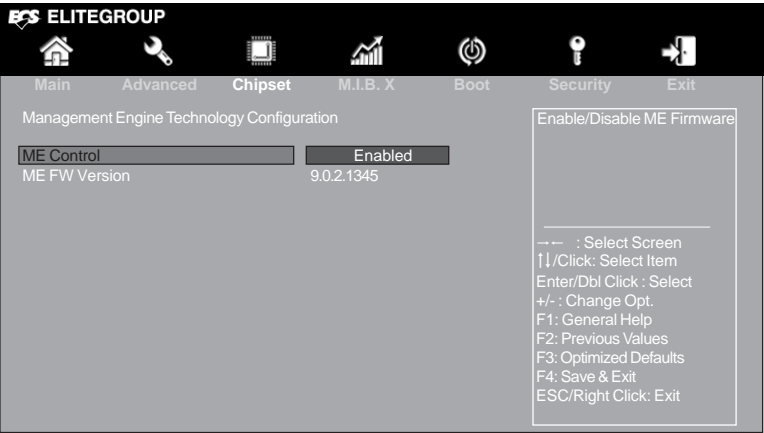 ECS ELITEGROUP
Main Advanced Chipset M.I.B. X Boot Security Exit
Management Engine Technology Configuration
ME Control Enabled
ME FW Version 9.0.2.1345
Enable/Disable ME Firmware
→← : Select Screen
↑↓/Click: Select Item
Enter/Dbl Click : Select
+/- : Change Opt.
F1: General Help
F2: Previous Values
F3: Optimized Defaults
F4: Save & Exit
ESC/Right Click: Exit